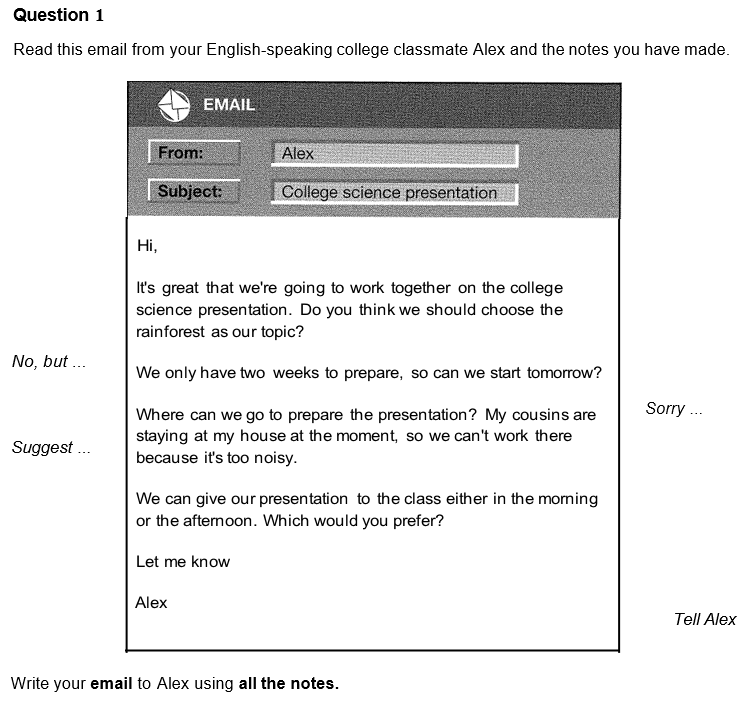 Question 1
Read this email from your English-speaking college classmate Alex and the notes you have made.
EMAIL
From: Alex
Subject: College science presentation
Hi,
It's great that we're going to work together on the college
science presentation. Do you think we should choose the
rainforest as our topic?
No, but ...
We only have two weeks to prepare, so can we start tomorrow?
Sorry ...
Where can we go to prepare the presentation? My cousins are
staying at my house at the moment, so we can't work there
Suggest ...
because it's too noisy.
We can give our presentation to the class either in the morning
or the afternoon. Which would you prefer?
Let me know
Alex
Tell Alex
Write your email to Alex using all the notes.